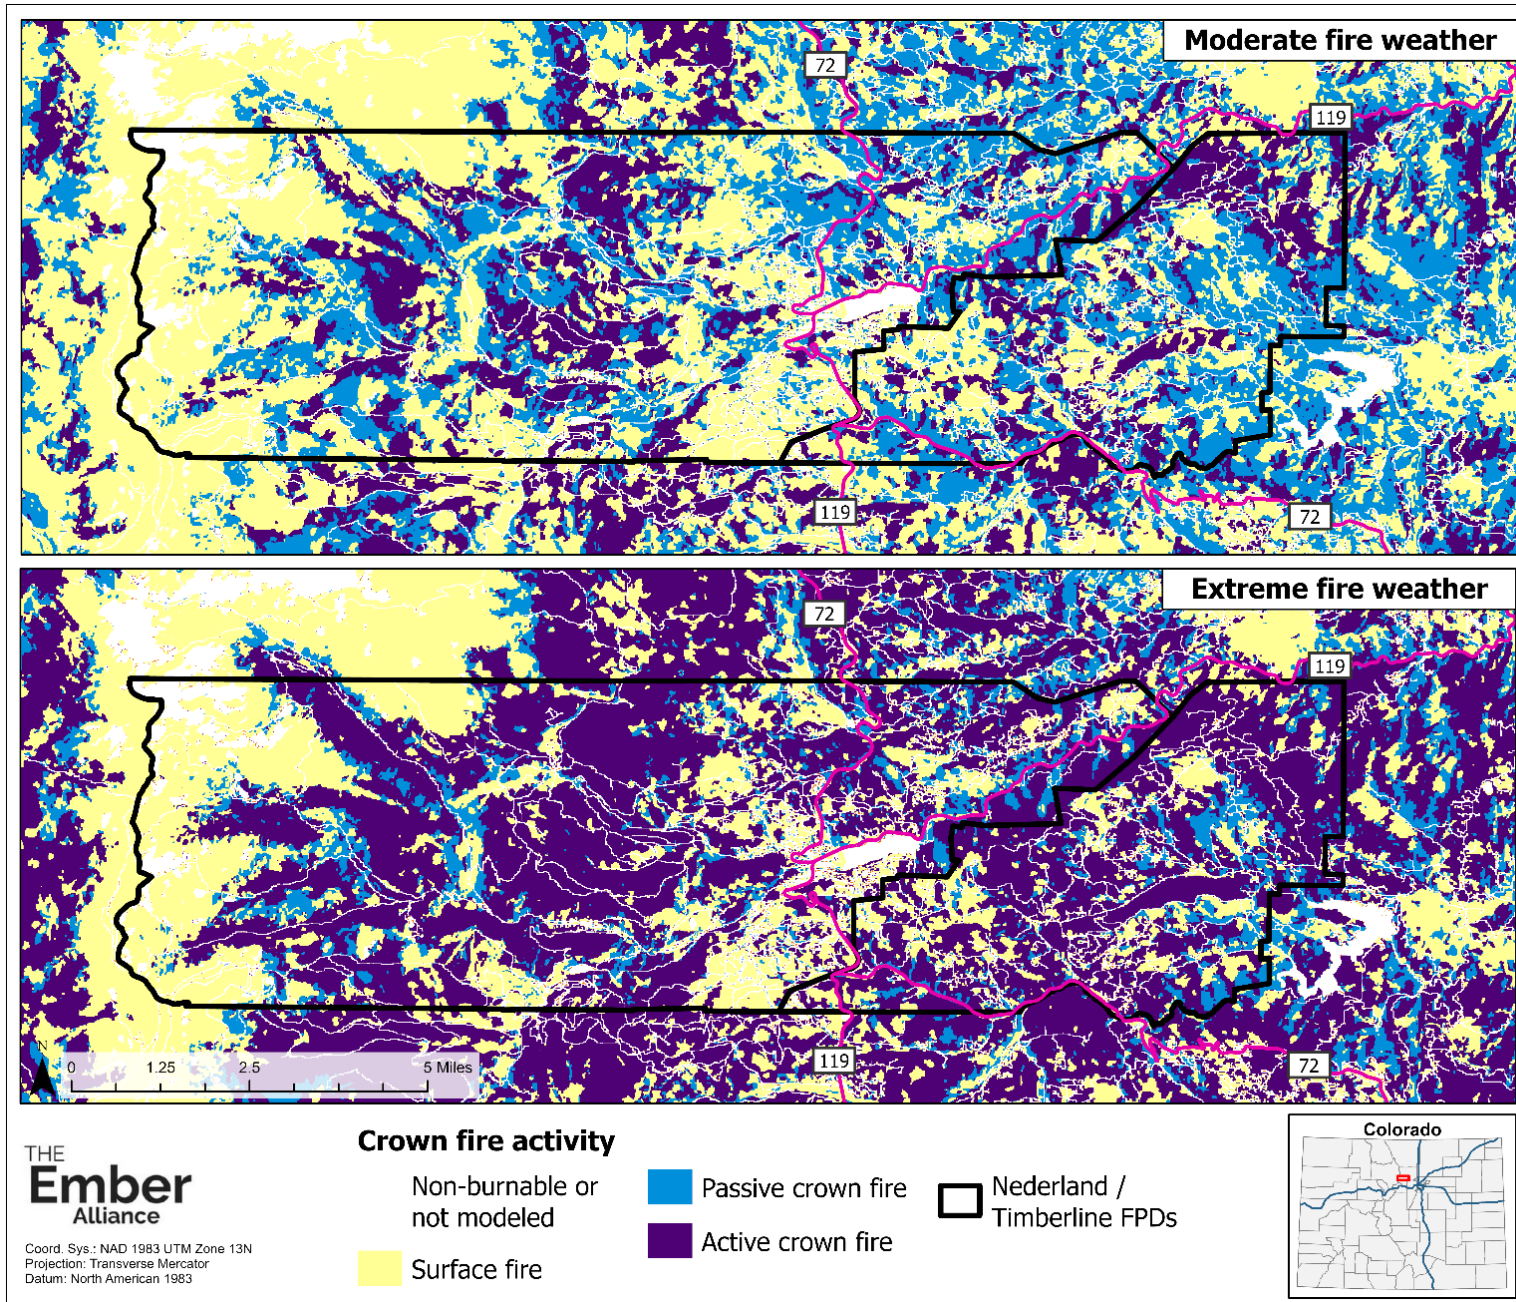 Moderate fire weather
72
119
119
72
Extreme fire weather
72
119
119
72
N
0 1.25 2.5 5 Miles
THE
Ember
Alliance
Coord. Sys.: NAD 1983 UTM Zone 13N
Projection: Transverse Mercator
Datum: North American 1983
Crown fire activity
Non-burnable or
not modeled
Surface fire
Passive crown fire
Active crown fire
Nederland /
Timberline FPDs
Colorado